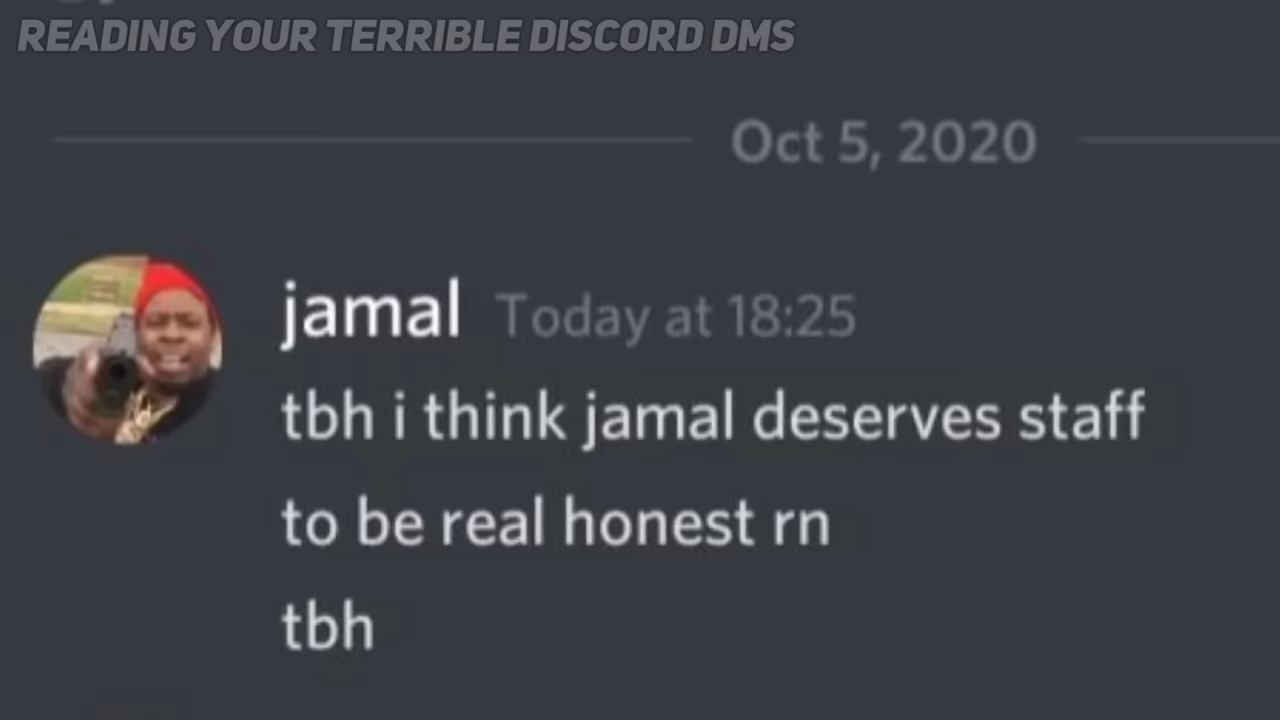 READING YOUR TERRIBLE DISCORD DMS
Oct 5, 2020
jamal Today at 18:25
tbh i think jamal deserves staff
to be real honest rn
tbh